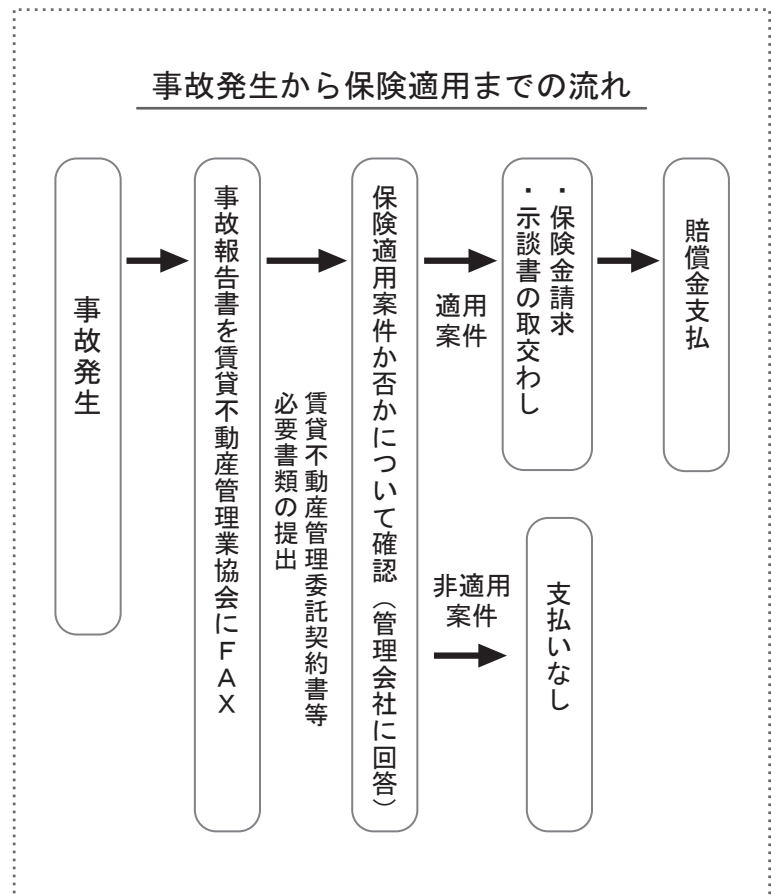 事故発生から保険適用までの流れ
事故発生
事故報告書を賃貸不動産管理業協会にFAX
賃貸不動産管理委託契約書等
必要書類の提出
保険適用案件か否かについて確認（管理会社に回答）
適用
案件
・保険金請求
・示談書の取交わし
賠償金支払
非適用
案件
支払いなし